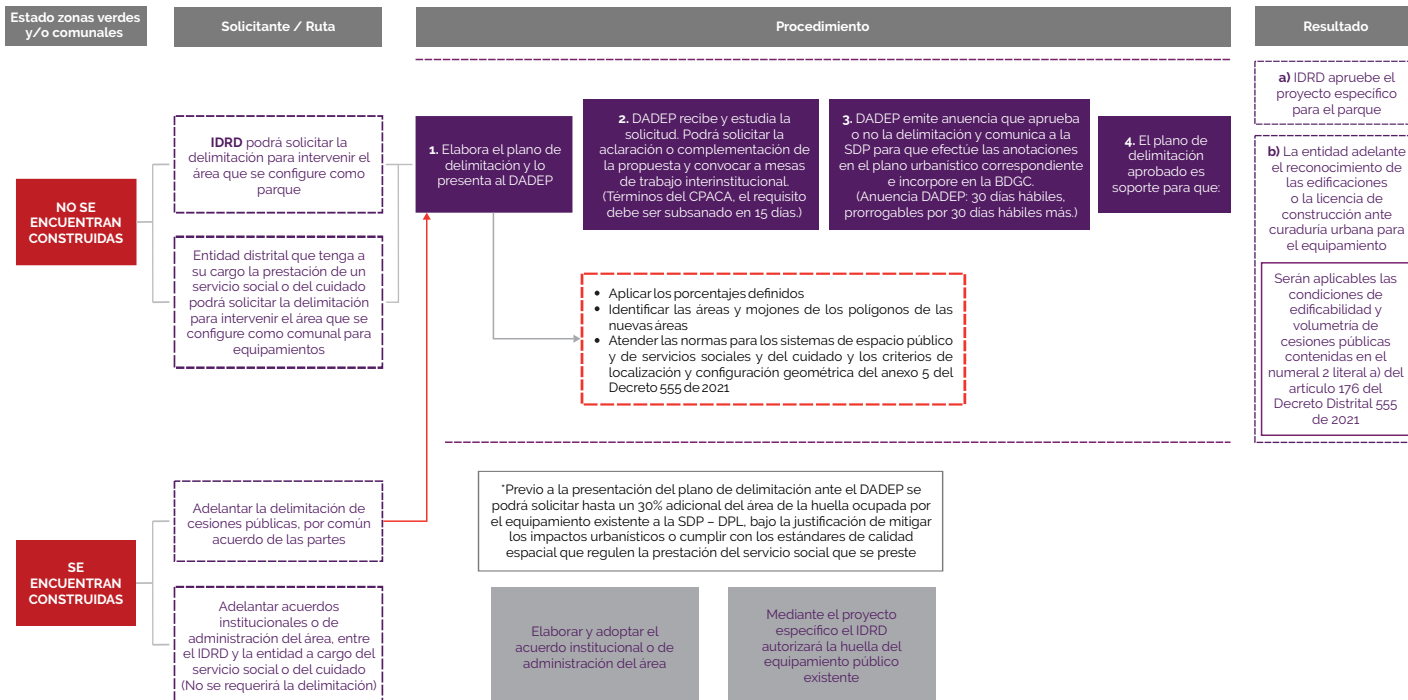 Estado zonas verdes
y/o comunales
Solicitante / Ruta
Procedimiento
Resultado
NO SE
ENCUENTRAN
CONSTRUIDAS
IDRD podrá solicitar la
delimitación para intervenir el
área que se configure como
parque
Entidad distrital que tenga a
su cargo la prestación de un
servicio social o del cuidado
podrá solicitar la delimitación
para intervenir el área que se
configure como comunal para
equipamientos
1. Elabora el plano de
delimitación y lo
presenta al DADEP
2. DADEP recibe y estudia la
solicitud. Podrá solicitar la
aclaración o complementación de
la propuesta y convocar a mesas
de trabajo interinstitucional.
(Términos del CPACA, el requisito
debe ser subsanado en 15 días.)
3. DADEP emite anuencia que aprueba
o no la delimitación y comunica a la
SDP para que efectúe las anotaciones
en el plano urbanístico correspondiente
e incorpore en la BDGC.
(Anuencia DADEP: 30 días hábiles,
prorrogables por 30 días hábiles más.)
4. El plano de
delimitación
aprobado es
soporte para que:
• Aplicar los porcentajes definidos
• Identificar las áreas y mojones de los polígonos de las
nuevas áreas
• Atender las normas para los sistemas de espacio público
y de servicios sociales y del cuidado y los criterios de
localización y configuración geométrica del anexo 5 del
Decreto 555 de 2021
a) IDRD apruebe el
proyecto específico
para el parque
b) La entidad adelante
el reconocimiento de
las edificaciones
o la licencia de
construcción ante
curaduría urbana para
el equipamiento
Serán aplicables las
condiciones de
edificabilidad y
volumetría de
cesiones públicas
contenidas en el
numeral 2 literal a) del
artículo 176 del
Decreto Distrital 555
de 2021
SE
ENCUENTRAN
CONSTRUIDAS
Adelantar la delimitación de
cesiones públicas, por común
acuerdo de las partes
Adelantar acuerdos
institucionales o de
administración del área, entre
el IDRD y la entidad a cargo del
servicio social o del cuidado
(No se requerirá la delimitación)
*Previo a la presentación del plano de delimitación ante el DADEP se
podrá solicitar hasta un 30% adicional del área de la huella ocupada por
el equipamiento existente a la SDP – DPL, bajo la justificación de mitigar
los impactos urbanísticos o cumplir con los estándares de calidad
espacial que regulen la prestación del servicio social que se preste
Elaborar y adoptar el
acuerdo institucional o de
administración del área
Mediante el proyecto
específico el IDRD
autorizará la huella del
equipamiento público
existente